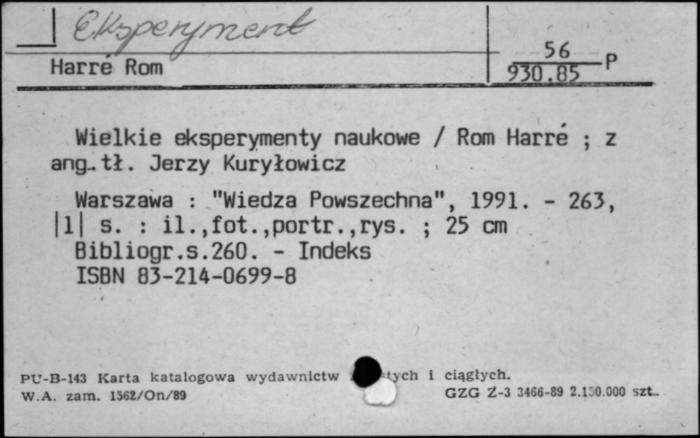 Eksperyment
Harré Rom
56
930.85 P
Wielkie eksperymenty naukowe / Rom Harré ; z
ang. tł. Jerzy Kuryłowicz
Warszawa : "Wiedza Powszechna", 1991. - 263,
|1| s. : il.,fot.,portr.,rys. ; 25 cm
Bibliogr.s.260. - Indeks
ISBN 83-214-0699-8
PU-B-143 Karta katalogowa wydawnictw i ciągłych.
W.A. zam. 1562/On/89
GZG Z-3 3466-89 2.150.000 szt.